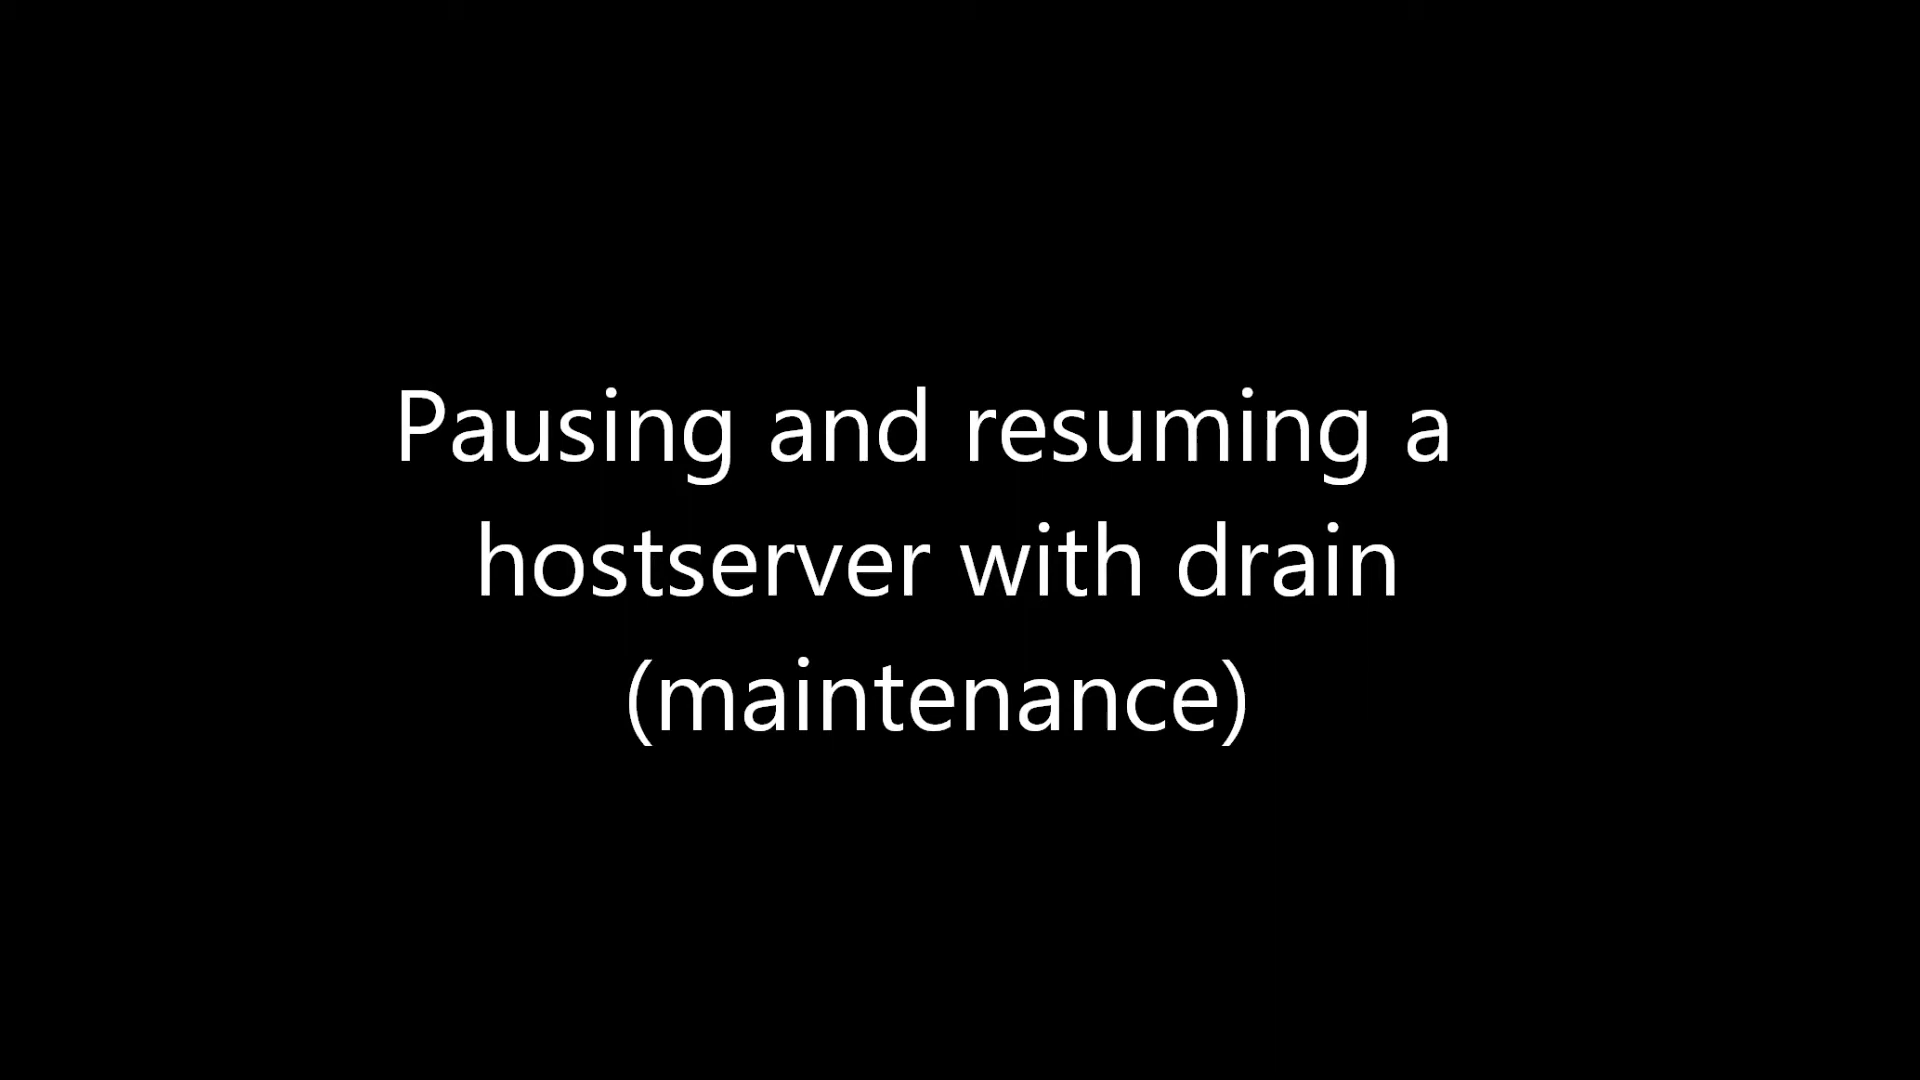 Pausing and resuming a
hostserver with drain
(maintenance)